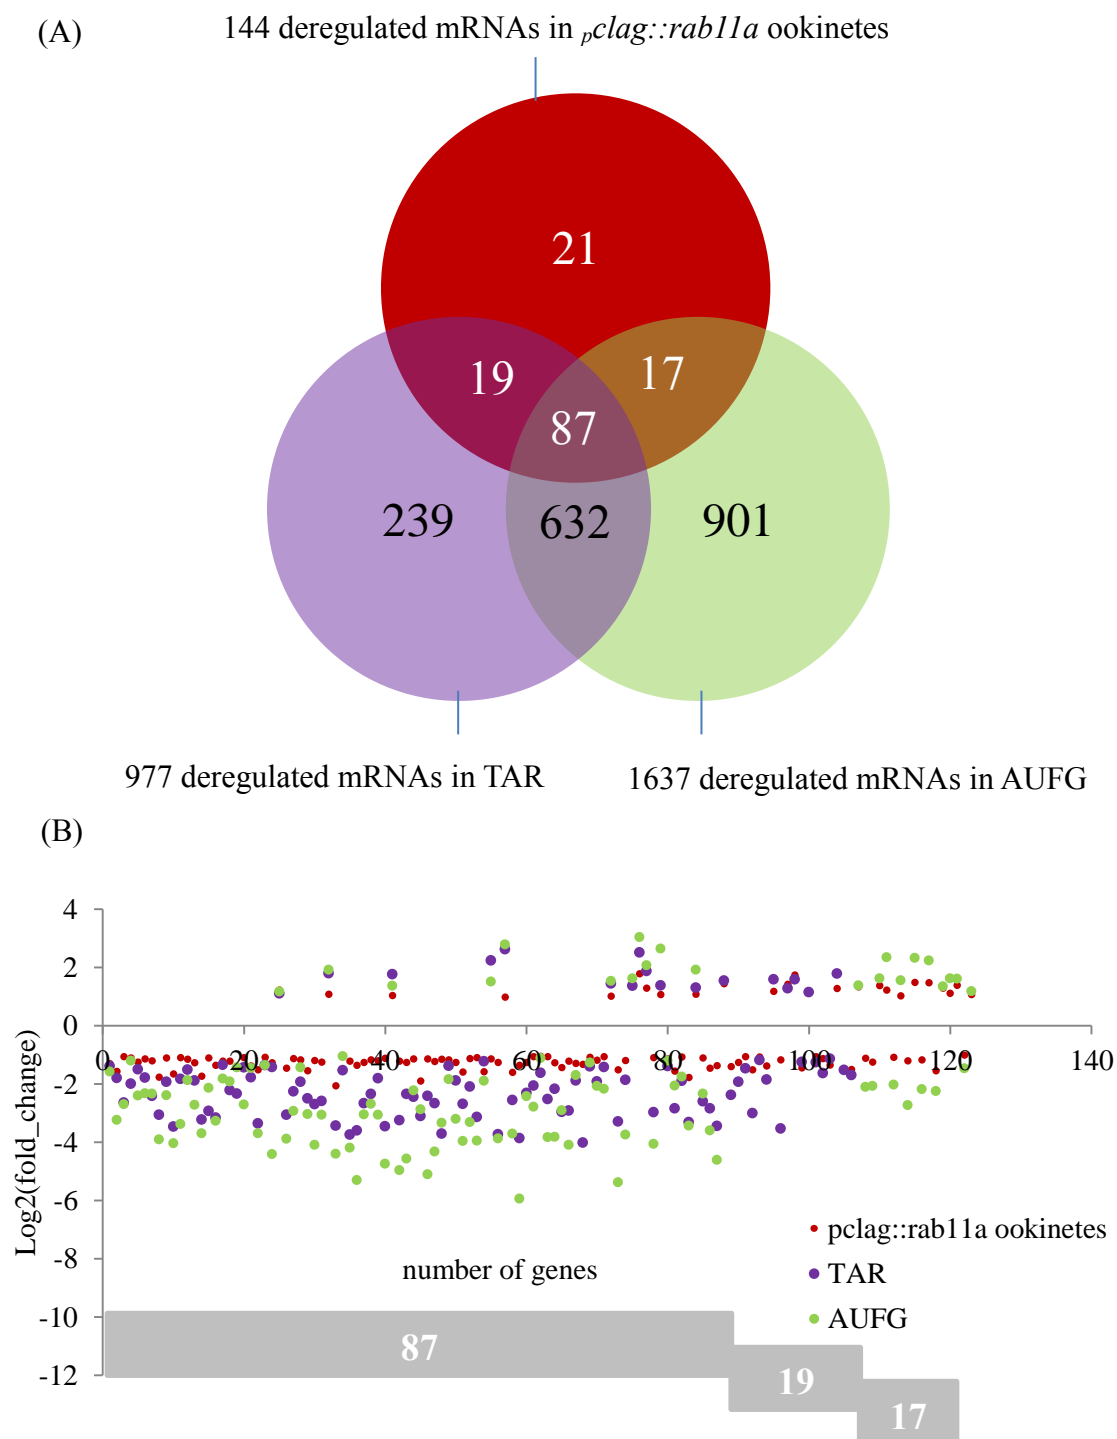 (A)
144 deregulated mRNAs in pclag::rab11a ookinetes
21
19
17
87
239
632
901
977 deregulated mRNAs in TAR
1637 deregulated mRNAs in AUFG
(B)
4
2
0
0 20 40 60 80 100 120 140
-2
-4
-6
-8
-10
-12
Log2(fold_change)
number of genes
pclag::rab11a ookinetes
TAR
AUFG
87
19
17